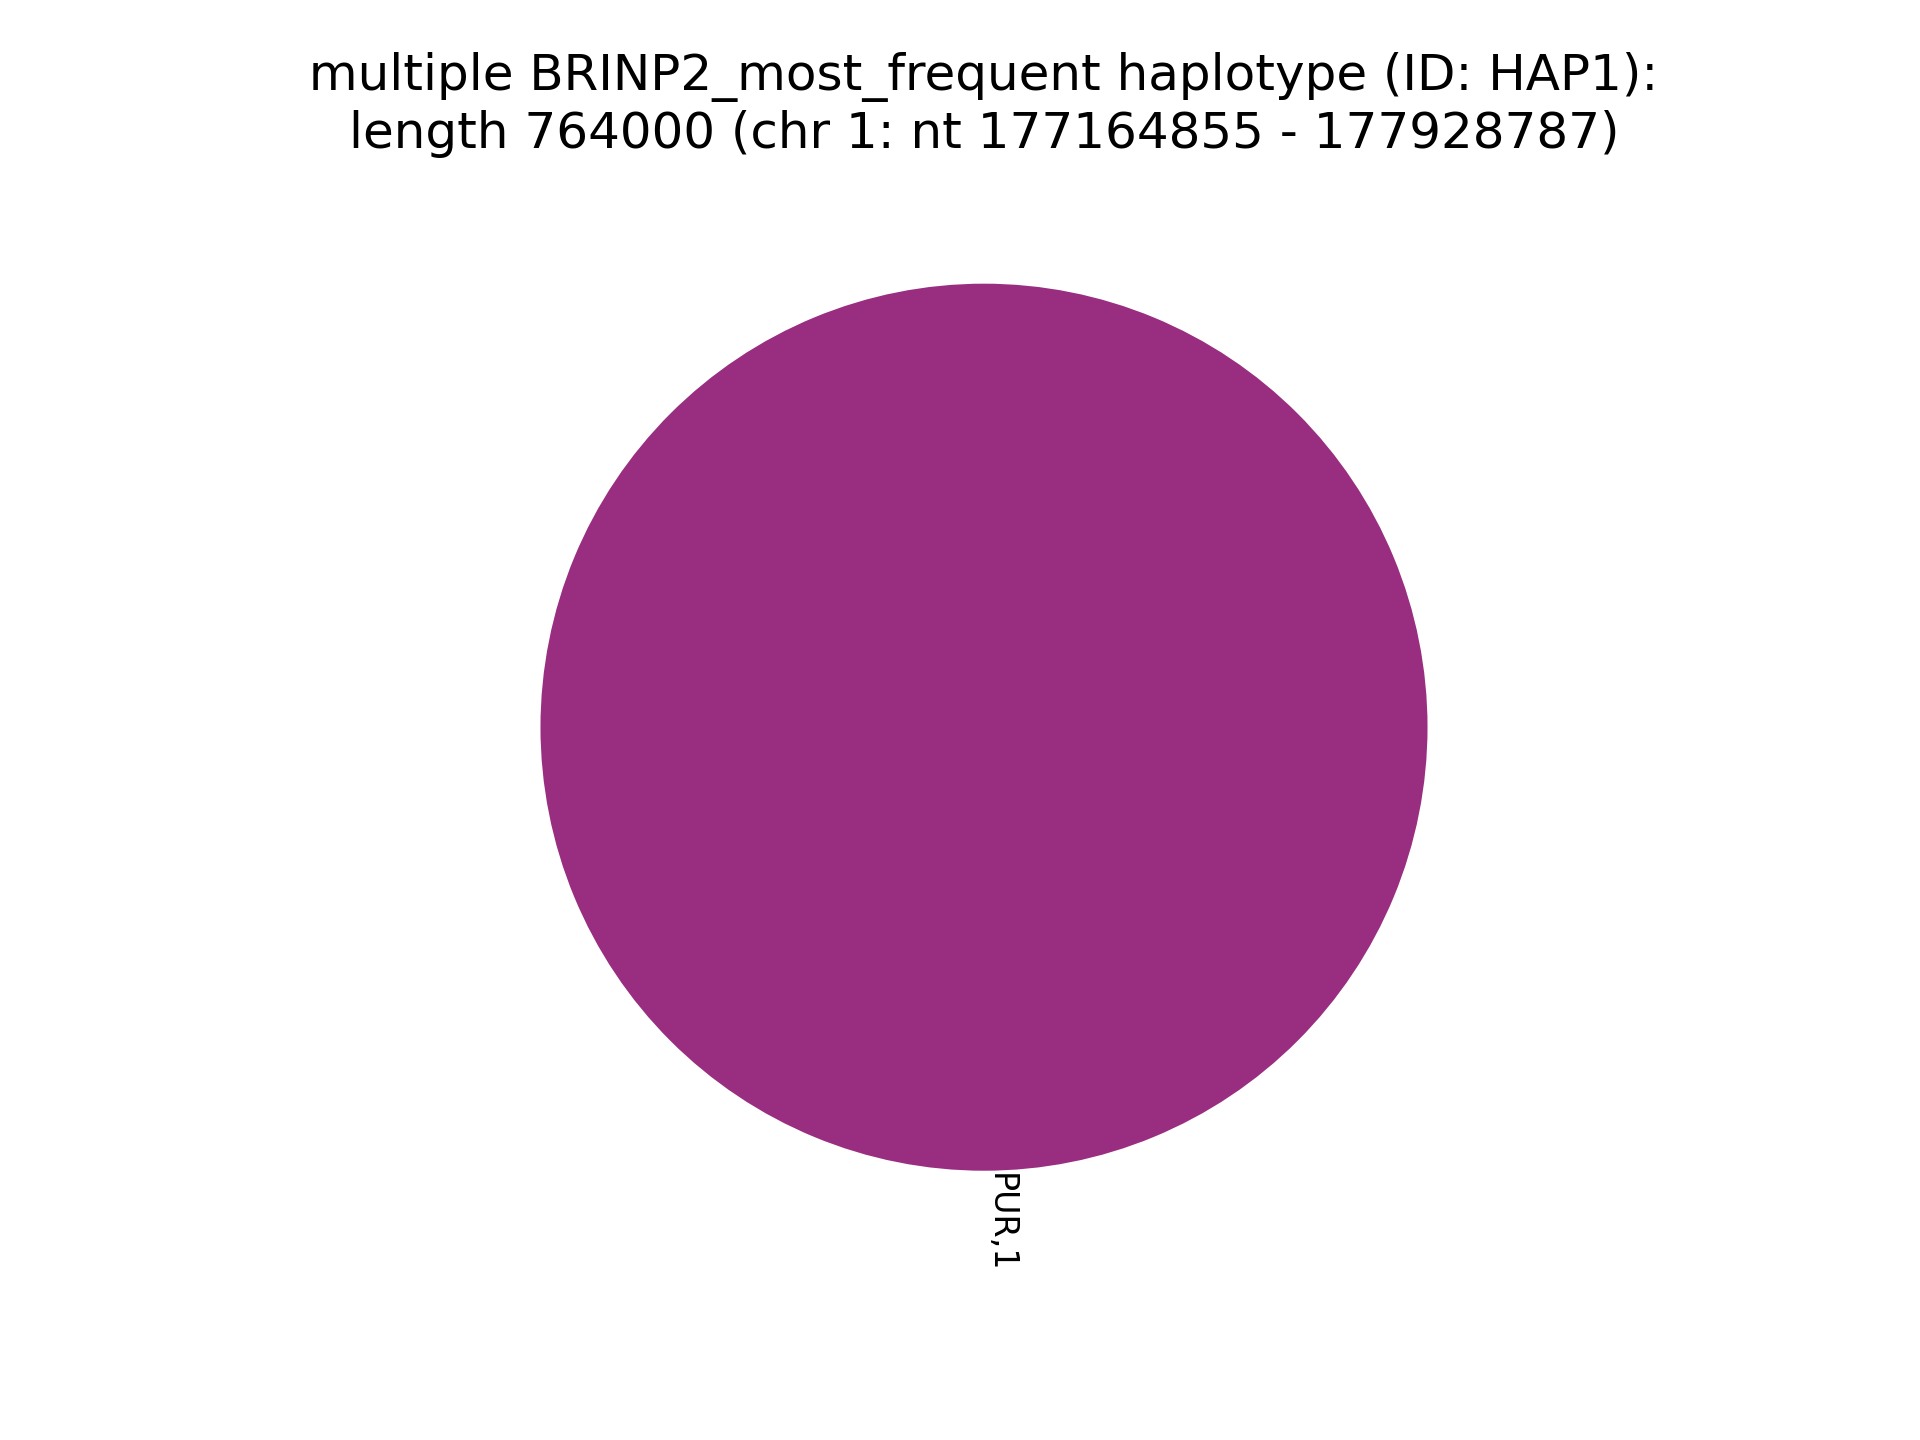 multiple BRINP2_most_frequent haplotype (ID: HAP1):
length 764000 (chr 1: nt 177164855 - 177928787)
PUR,1